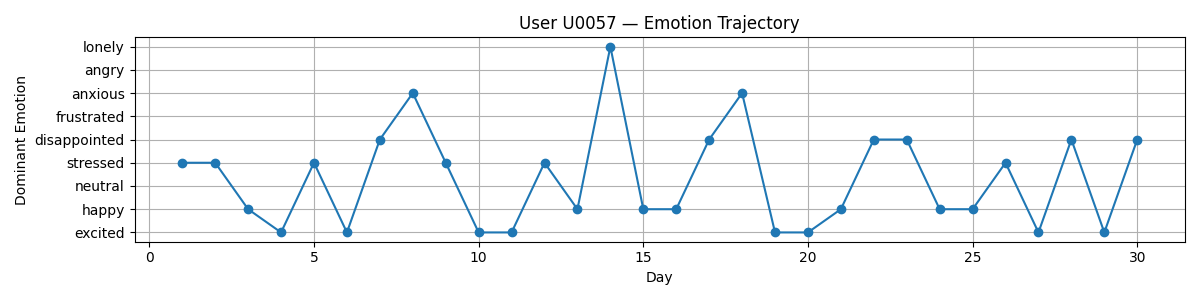 User U0057 — Emotion Trajectory
Dominant Emotion
lonely
angry
anxious
frustrated
disappointed
stressed
neutral
happy
excited
0 5 10 15 20 25 30
Day